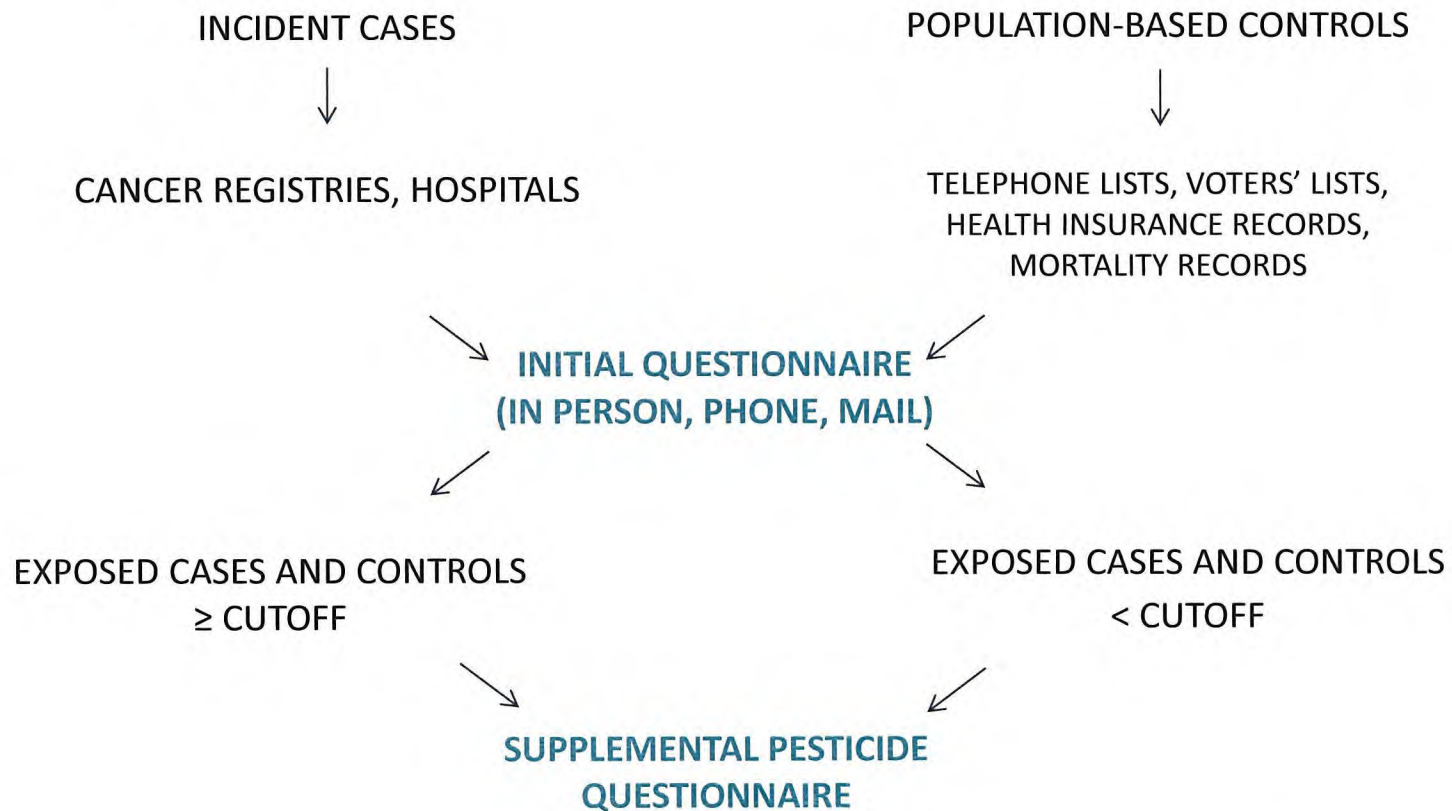 INCIDENT CASES
POPULATION-BASED CONTROLS
CANCER REGISTRIES, HOSPITALS
TELEPHONE LISTS, VOTERS’ LISTS,
HEALTH INSURANCE RECORDS,
MORTALITY RECORDS
INITIAL QUESTIONNAIRE
(IN PERSON, PHONE, MAIL)
EXPOSED CASES AND CONTROLS
≥ CUTOFF
EXPOSED CASES AND CONTROLS
< CUTOFF
SUPPLEMENTAL PESTICIDE
QUESTIONNAIRE